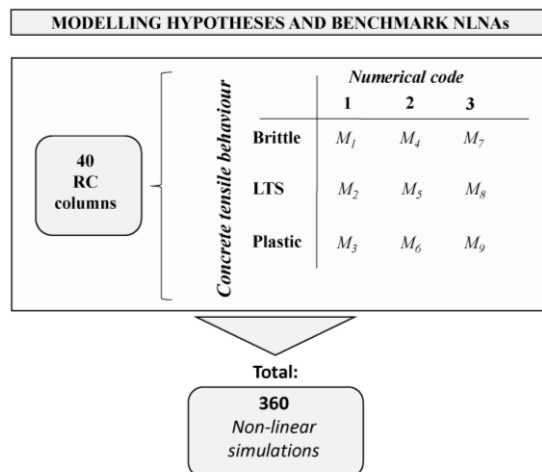 MODELLING HYPOTHESES AND BENCHMARK NLNAs
Numerical code
1 2 3
40
RC
columns
Concrete tensile behaviour
Brittle M₁ M₄ M₇
LTS M₂ M₅ M₈
Plastic M₃ M₆ M₉
Total:
360
Non-linear
simulations